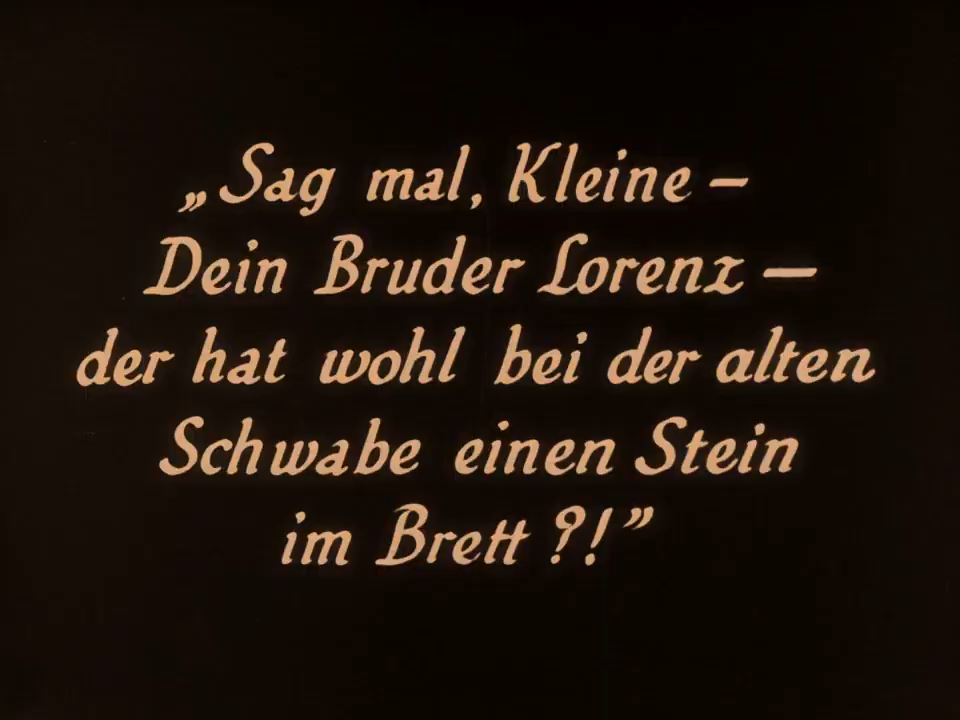 „Sag mal, Kleine –
Dein Bruder Lorenz –
der hat wohl bei der alten
Schwabe einen Stein
im Brett ?!”